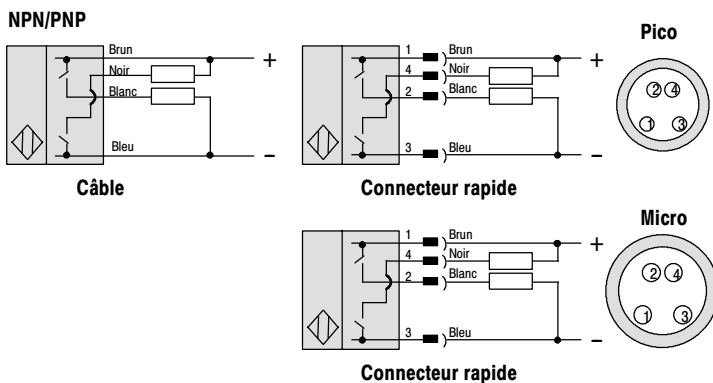 NPN/PNP
Brun
Noir
Blanc
Bleu
+
–
Câble
1 Brun
4 Noir
2 Blanc
3 Bleu
+
–
Connecteur rapide
Pico
2 4
1 3
1 Brun
4 Noir
2 Blanc
3 Bleu
+
–
Connecteur rapide
Micro
2 4
1 3